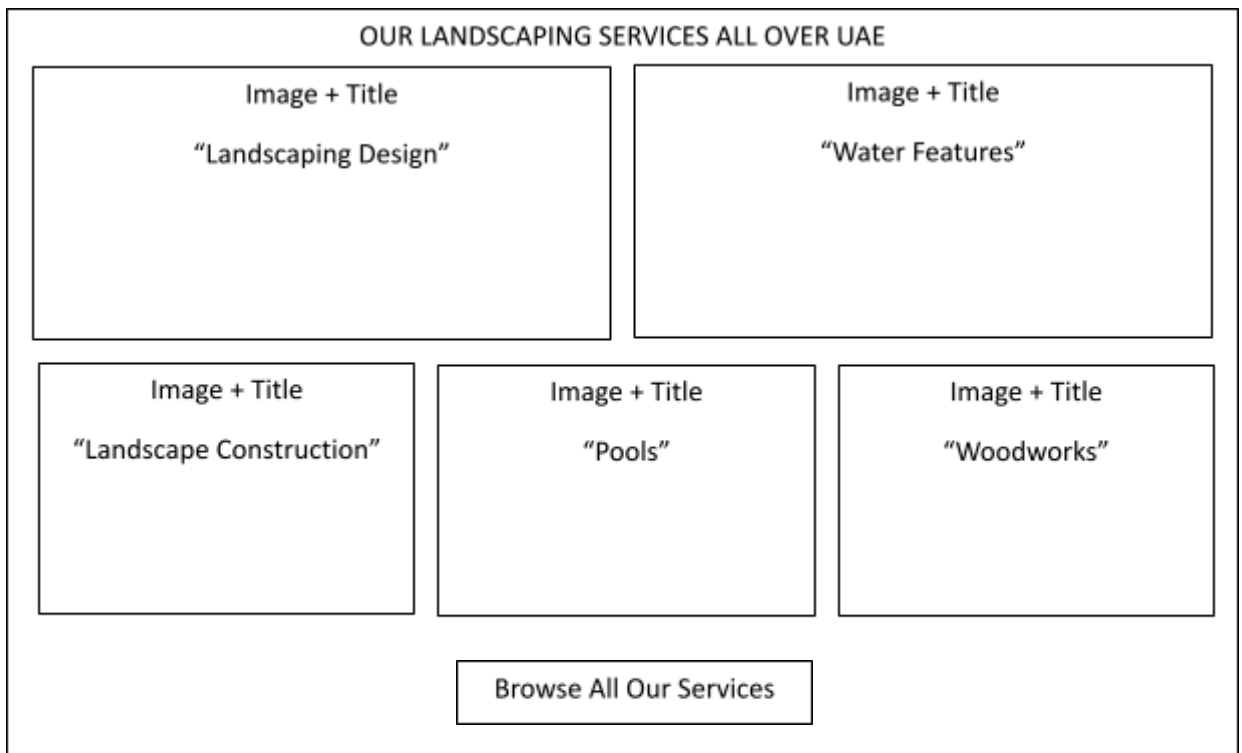 OUR LANDSCAPING SERVICES ALL OVER UAE
Image + Title
“Landscaping Design”
Image + Title
“Water Features”
Image + Title
“Landscape Construction”
Image + Title
“Pools”
Image + Title
“Woodworks”
Browse All Our Services